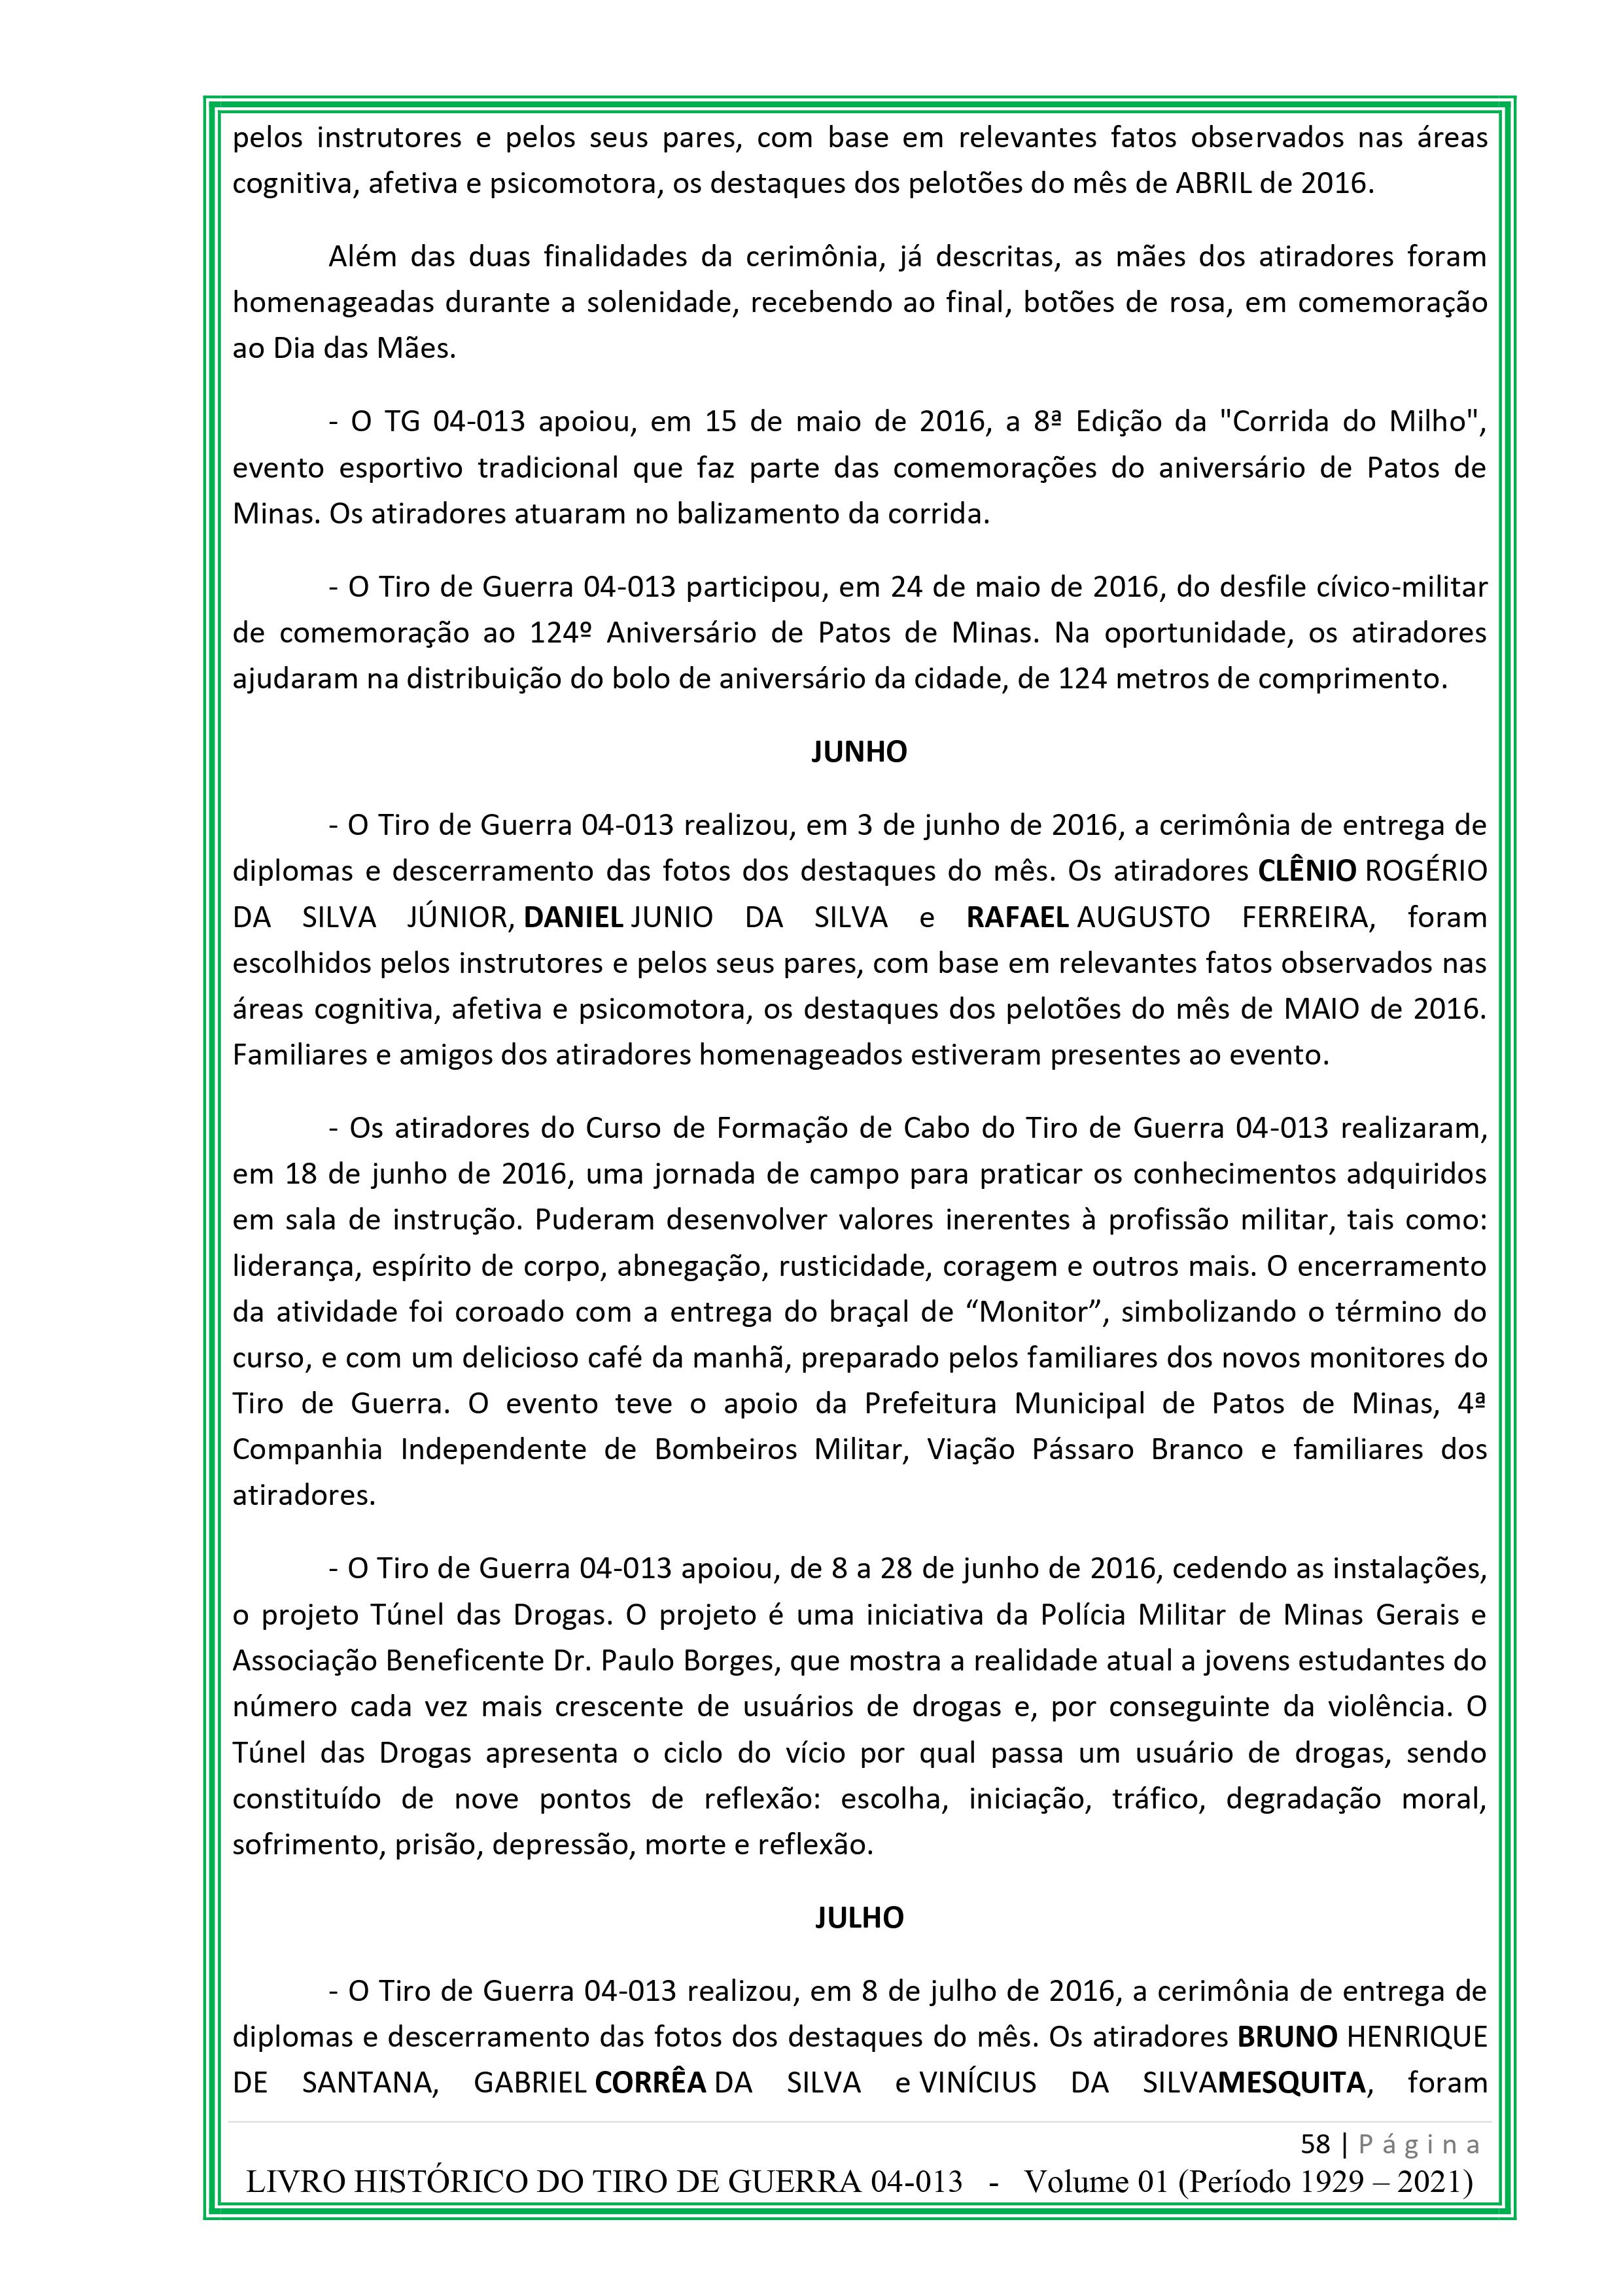 pelos instrutores e pelos seus pares, com base em relevantes fatos observados nas áreas
cognitiva, afetiva e psicomotora, os destaques dos pelotões do mês de ABRIL de 2016.
Além das duas finalidades da cerimônia, já descritas, as mães dos atiradores foram
homenageadas durante a solenidade, recebendo ao final, botões de rosa, em comemoração
ao Dia das Mães.
- O TG 04-013 apoiou, em 15 de maio de 2016, a 8ª Edição da "Corrida do Milho",
evento esportivo tradicional que faz parte das comemorações do aniversário de Patos de
Minas. Os atiradores atuaram no balizamento da corrida.
- O Tiro de Guerra 04-013 participou, em 24 de maio de 2016, do desfile cívico-militar
de comemoração ao 124º Aniversário de Patos de Minas. Na oportunidade, os atiradores
ajudaram na distribuição do bolo de aniversário da cidade, de 124 metros de comprimento.
JUNHO
- O Tiro de Guerra 04-013 realizou, em 3 de junho de 2016, a cerimônia de entrega de
diplomas e descerramento das fotos dos destaques do mês. Os atiradores CLÊNIO ROGÉRIO
DA SILVA JÚNIOR, DANIEL JUNIO DA SILVA e RAFAEL AUGUSTO FERREIRA, foram
escolhidos pelos instrutores e pelos seus pares, com base em relevantes fatos observados nas
áreas cognitiva, afetiva e psicomotora, os destaques dos pelotões do mês de MAIO de 2016.
Familiares e amigos dos atiradores homenageados estiveram presentes ao evento.
- Os atiradores do Curso de Formação de Cabo do Tiro de Guerra 04-013 realizaram,
em 18 de junho de 2016, uma jornada de campo para praticar os conhecimentos adquiridos
em sala de instrução. Puderam desenvolver valores inerentes à profissão militar, tais como:
liderança, espírito de corpo, abnegação, rusticidade, coragem e outros mais. O encerramento
da atividade foi coroado com a entrega do braçal de “Monitor”, simbolizando o término do
curso, e com um delicioso café da manhã, preparado pelos familiares dos novos monitores do
Tiro de Guerra. O evento teve o apoio da Prefeitura Municipal de Patos de Minas, 4ª
Companhia Independente de Bombeiros Militar, Viação Pássaro Branco e familiares dos
atiradores.
- O Tiro de Guerra 04-013 apoiou, de 8 a 28 de junho de 2016, cedendo as instalações,
o projeto Túnel das Drogas. O projeto é uma iniciativa da Polícia Militar de Minas Gerais e
Associação Beneficente Dr. Paulo Borges, que mostra a realidade atual a jovens estudantes do
número cada vez mais crescente de usuários de drogas e, por conseguinte da violência. O
Túnel das Drogas apresenta o ciclo do vício por qual passa um usuário de drogas, sendo
constituído de nove pontos de reflexão: escolha, iniciação, tráfico, degradação moral,
sofrimento, prisão, depressão, morte e reflexão.
JULHO
- O Tiro de Guerra 04-013 realizou, em 8 de julho de 2016, a cerimônia de entrega de
diplomas e descerramento das fotos dos destaques do mês. Os atiradores BRUNO HENRIQUE
DE SANTANA, GABRIEL CORRÊA DA SILVA e VINÍCIUS DA SILVAMESQUITA, foram
58 | Página
LIVRO HISTÓRICO DO TIRO DE GUERRA 04-013 - Volume 01 (Período 1929 – 2021)